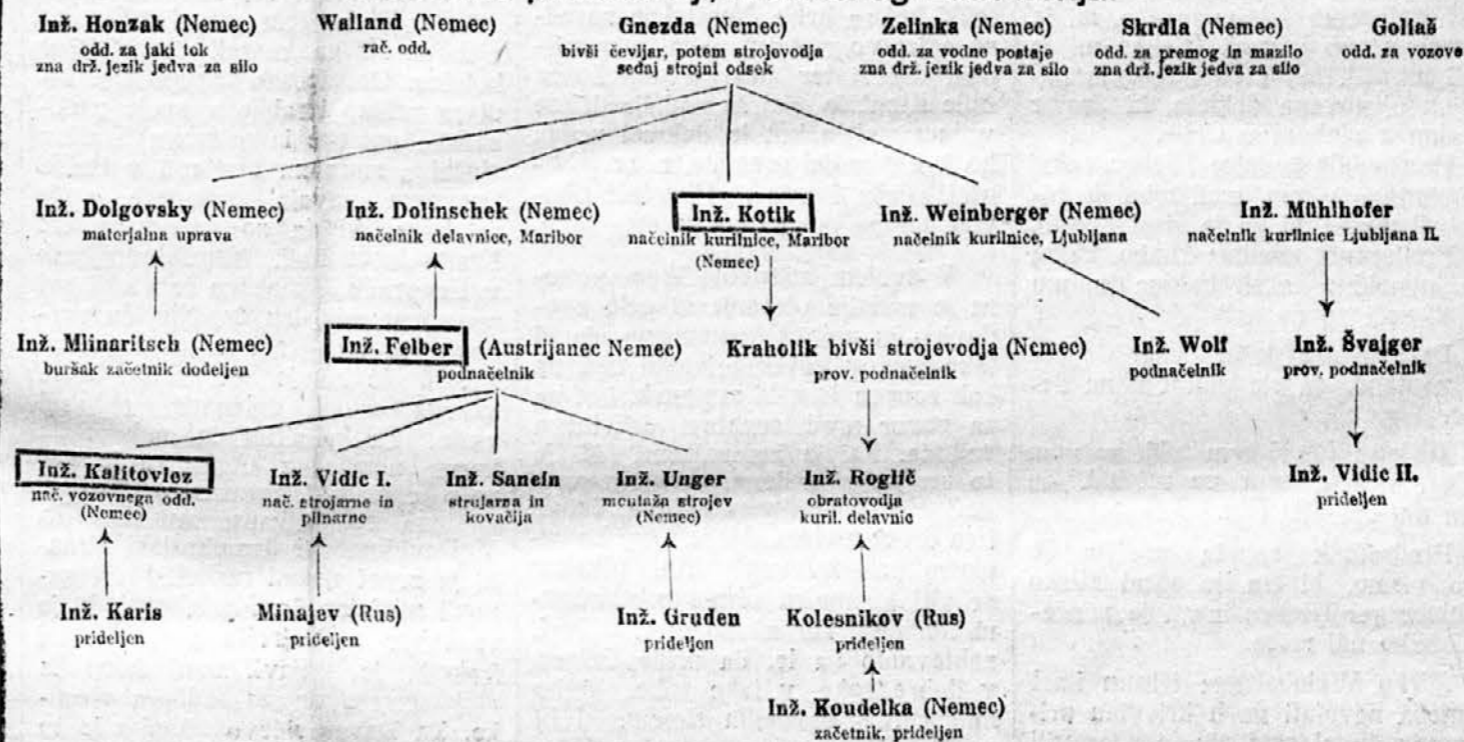 Inž. Honzak (Nemec) Walland (Nemec) Gnezda (Nemec) Zelinka (Nemec) Skrdla (Nemec) Goliaš
odd. za jaki tok rač. odd. bivši čevljar, potem strojevodja odd. za vodne postaje odd. za premog in mazilo odd. za vozove
zna drž. jezik jedva za silo sedaj strojni odsek zna drž. jezik jedva za silo zna drž. jezik jedva za silo
Inž. Dolgovsky (Nemec) Inž. Dolinschek (Nemec) Inž. Kotik Inž. Weinberger (Nemec) Inž. Mühlhofer
materjalna uprava načelnik delavnice, Maribor načelnik kurilnice, Maribor načelnik kurilnice, Ljubljana načelnik kurilnice Ljubljana II.
(Nemec)
Inž. Mlinaritsch (Nemec) Inž. Felber (Austrijanec Nemec) Kraholik bivši strojevodja (Nemec) Inž. Wolf Inž. Švajger
buršak začetnik dodeljen podnačelnik prov. podnačelnik podnačelnik prov. podnačelnik
Inž. Kalitoviez Inž. Vidic I. Inž. Sanein Inž. Unger Inž. Roglič Inž. Vidic II.
nač. vozovnega odd. nač. strojarne in strujarna in montaža strojev obratovodja prideljen
(Nemec) pilnarne kovačija (Nemec) kuril. delavnic
Inž. Karis Minajev (Rus) Inž. Gruden Kolesnikov (Rus)
prideljen prideljen prideljen prideljen
Inž. Koudelka (Nemec)
začetnik, prideljen